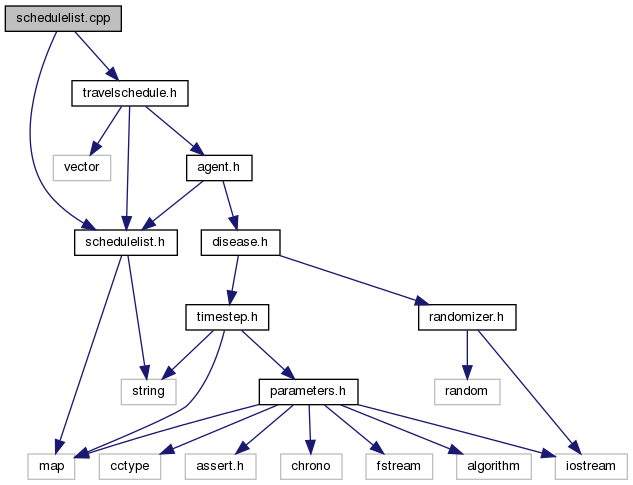 schedulelist.cpp
travelschedule.h
vector
agent.h
schedulelist.h
disease.h
timestep.h
randomizer.h
string
parameters.h
random
map
cctype
assert.h
chrono
fstream
algorithm
iostream